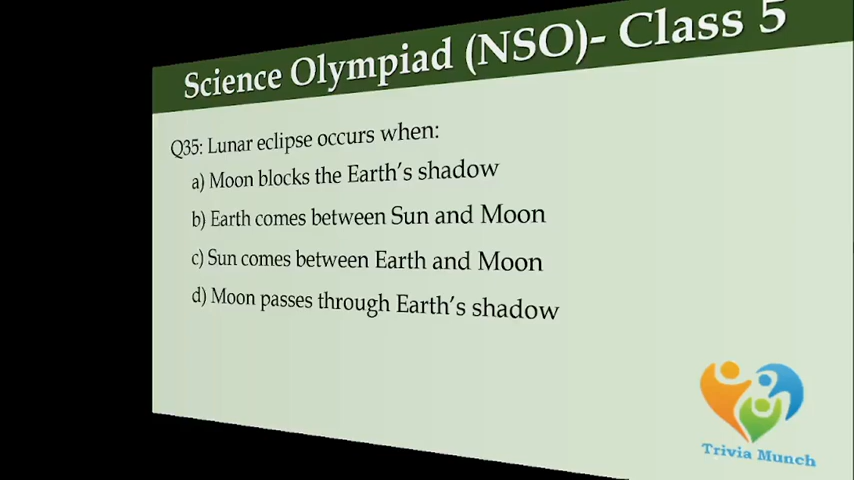 Science Olympiad (NSO)- Class 5
Q35: Lunar eclipse occurs when:
a) Moon blocks the Earth's shadow
b) Earth comes between Sun and Moon
c) Sun comes between Earth and Moon
d) Moon passes through Earth's shadow
Trivia Munch